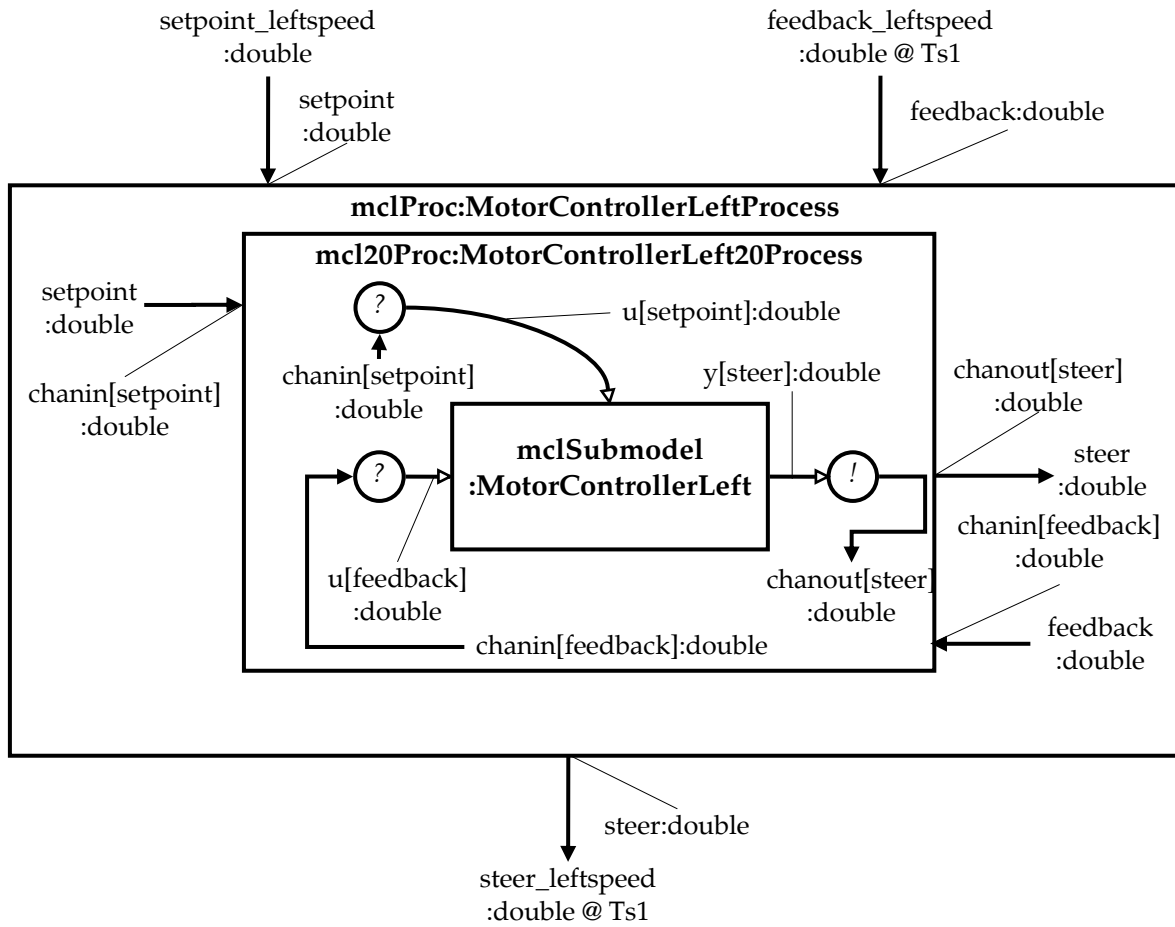 setpoint_leftspeed
:double
feedback_leftspeed
:double @ Ts1
setpoint
:double
feedback:double
mclProc:MotorControllerLeftProcess
mcl20Proc:MotorControllerLeft20Process
setpoint
:double
chanin[setpoint]
:double
?
u[setpoint]:double
chanin[setpoint]
:double
y[steer]:double
chanout[steer]
:double
mclSubmodel
:MotorControllerLeft
?
!
steer
:double
u[feedback]
:double
chanout[steer]
:double
chanin[feedback]
:double
chanin[feedback]:double
feedback
:double
steer:double
steer_leftspeed
:double @ Ts1